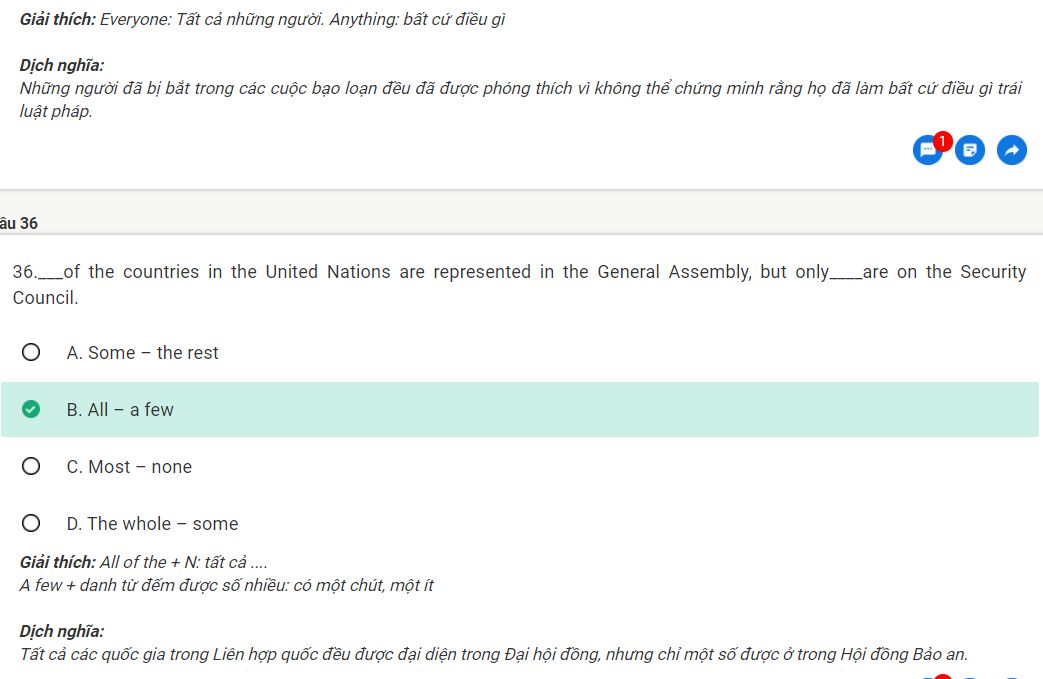 Giải thích: Everyone: Tất cả những người. Anything: bất cứ điều gì
Dịch nghĩa:
Những người đã bị bắt trong các cuộc bạo loạn đều đã được phóng thích vì không thể chứng minh rằng họ đã làm bất cứ điều gì trái
luật pháp.
1
âu 36
36.___of the countries in the United Nations are represented in the General Assembly, but only____are on the Security
Council.
A. Some – the rest
B. All – a few
C. Most – none
D. The whole – some
Giải thích: All of the + N: tất cả ....
A few + danh từ đếm được số nhiều: có một chút, một ít
Dịch nghĩa:
Tất cả các quốc gia trong Liên hợp quốc đều được đại diện trong Đại hội đồng, nhưng chỉ một số được ở trong Hội đồng Bảo an.